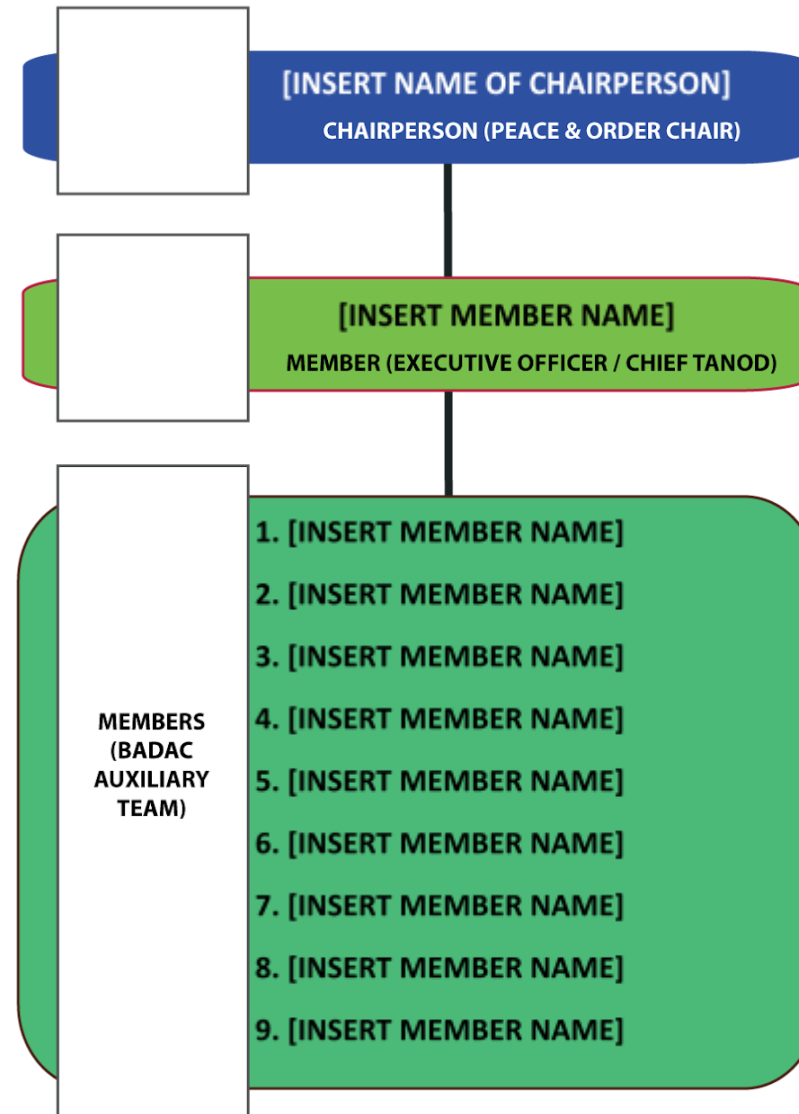 [INSERT NAME OF CHAIRPERSON]
CHAIRPERSON (PEACE & ORDER CHAIR)
[INSERT MEMBER NAME]
MEMBER (EXECUTIVE OFFICER / CHIEF TANOD)
MEMBERS
(BADAC
AUXILIARY
TEAM)
1. [INSERT MEMBER NAME]
2. [INSERT MEMBER NAME]
3. [INSERT MEMBER NAME]
4. [INSERT MEMBER NAME]
5. [INSERT MEMBER NAME]
6. [INSERT MEMBER NAME]
7. [INSERT MEMBER NAME]
8. [INSERT MEMBER NAME]
9. [INSERT MEMBER NAME]